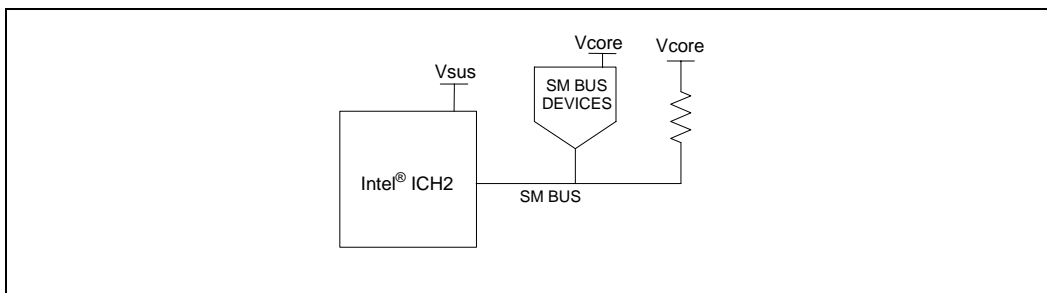 Vcore
Vcore
Vsus
SM BUS
DEVICES
Intel® ICH2
SM BUS